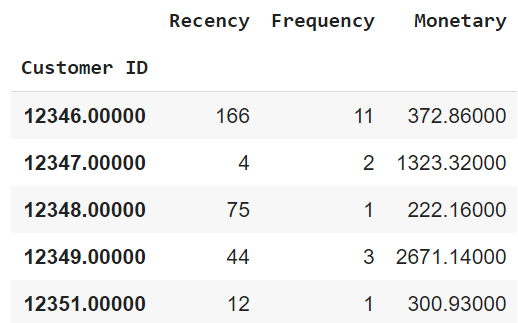 Recency Frequency Monetary
Customer ID
12346.00000 166 11 372.86000
12347.00000 4 2 1323.32000
12348.00000 75 1 222.16000
12349.00000 44 3 2671.14000
12351.00000 12 1 300.93000